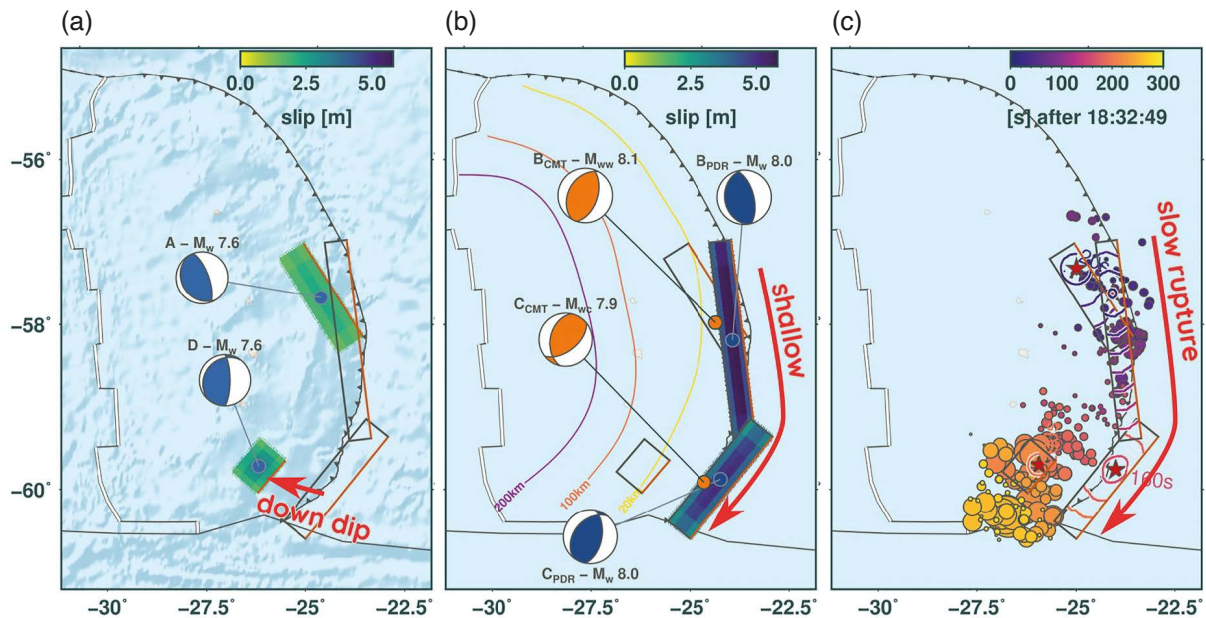 (a)
(b)
(c)
0.0 2.5 5.0
slip [m]
0.0 2.5 5.0
slip [m]
0 100 200 300
[s] after 18:32:49
−56˚
−58˚
−60˚
A – Mw 7.6
D – Mw 7.6
down dip
BCMT – Mww 8.1
BPDR – Mw 8.0
CCMT – Mwc 7.9
CPDR – Mw 8.0
shallow
200km
100km
20km
slow rupture
160s
−30˚ −27.5˚ −25˚ −22.5˚
−30˚ −27.5˚ −25˚ −22.5˚
−30˚ −27.5˚ −25˚ −22.5˚